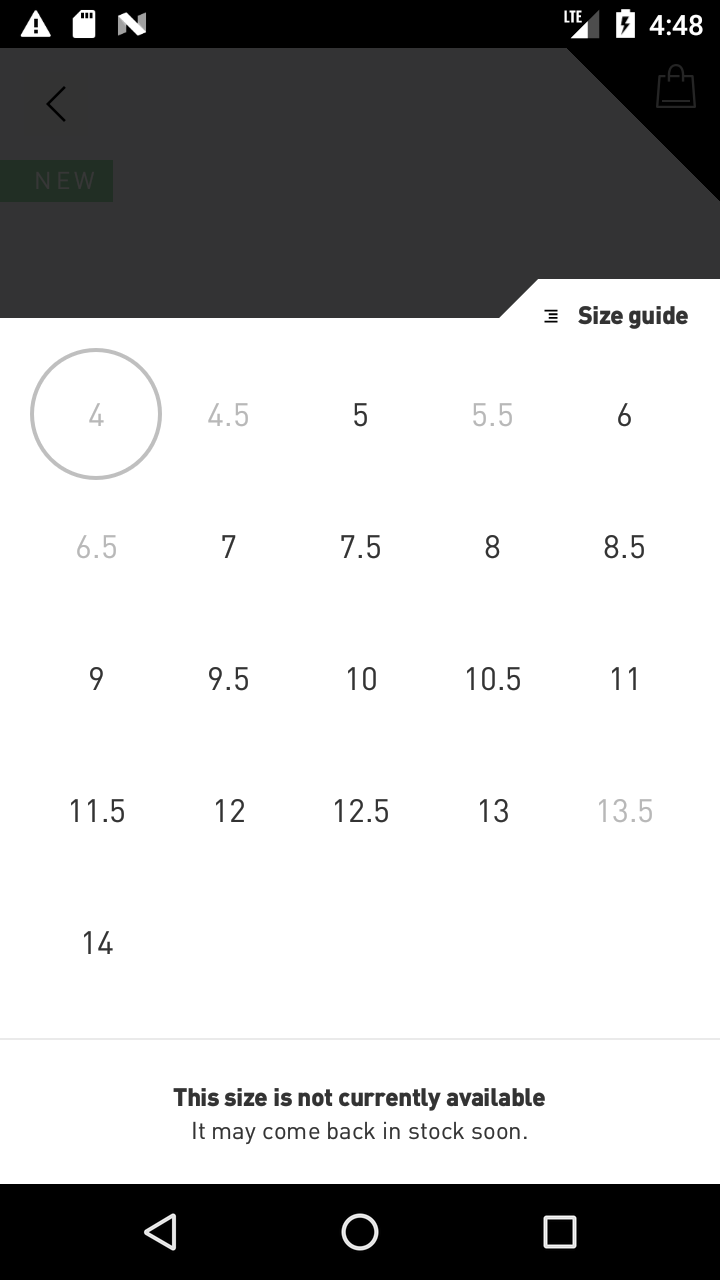 LTE 4:48
NEW
Size guide
4 4.5 5 5.5 6
6.5 7 7.5 8 8.5
9 9.5 10 10.5 11
11.5 12 12.5 13 13.5
14
This size is not currently available
It may come back in stock soon.